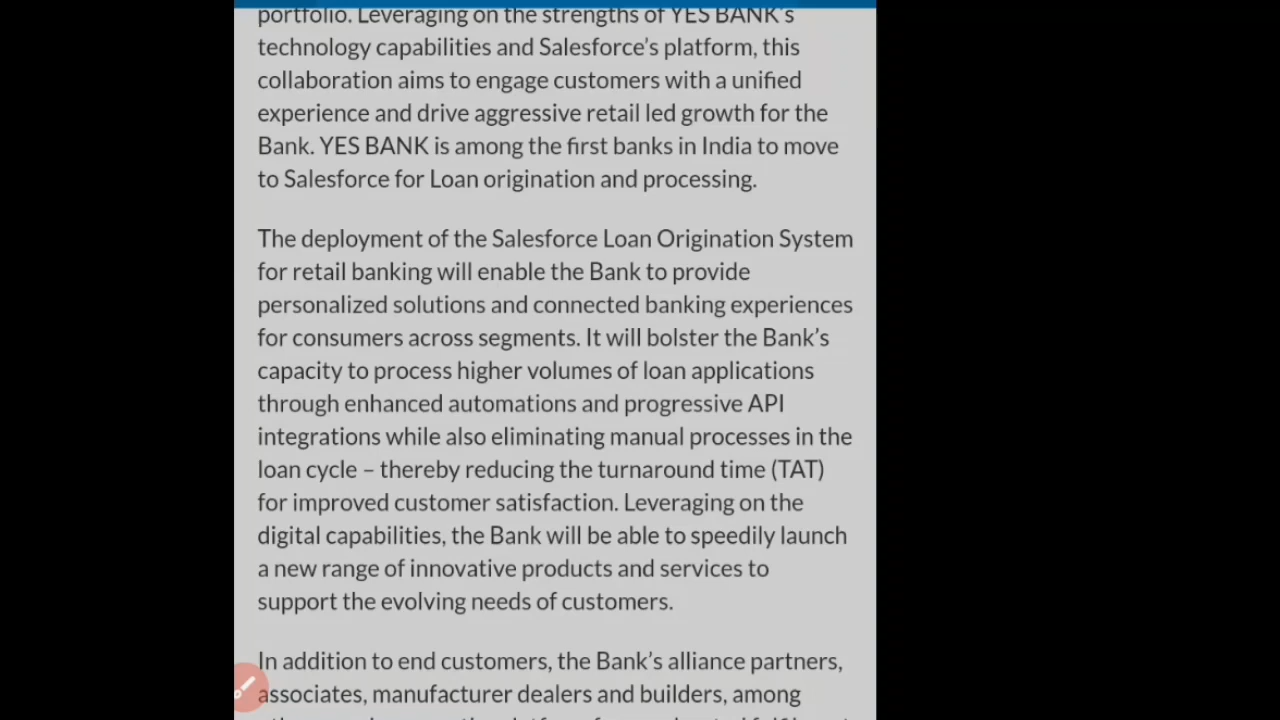 portfolio. Leveraging on the strengths of YES BANK's
technology capabilities and Salesforce's platform, this
collaboration aims to engage customers with a unified
experience and drive aggressive retail led growth for the
Bank. YES BANK is among the first banks in India to move
to Salesforce for Loan origination and processing.
The deployment of the Salesforce Loan Origination System
for retail banking will enable the Bank to provide
personalized solutions and connected banking experiences
for consumers across segments. It will bolster the Bank's
capacity to process higher volumes of loan applications
through enhanced automations and progressive API
integrations while also eliminating manual processes in the
loan cycle – thereby reducing the turnaround time (TAT)
for improved customer satisfaction. Leveraging on the
digital capabilities, the Bank will be able to speedily launch
a new range of innovative products and services to
support the evolving needs of customers.
In addition to end customers, the Bank's alliance partners,
associates, manufacturer dealers and builders, among